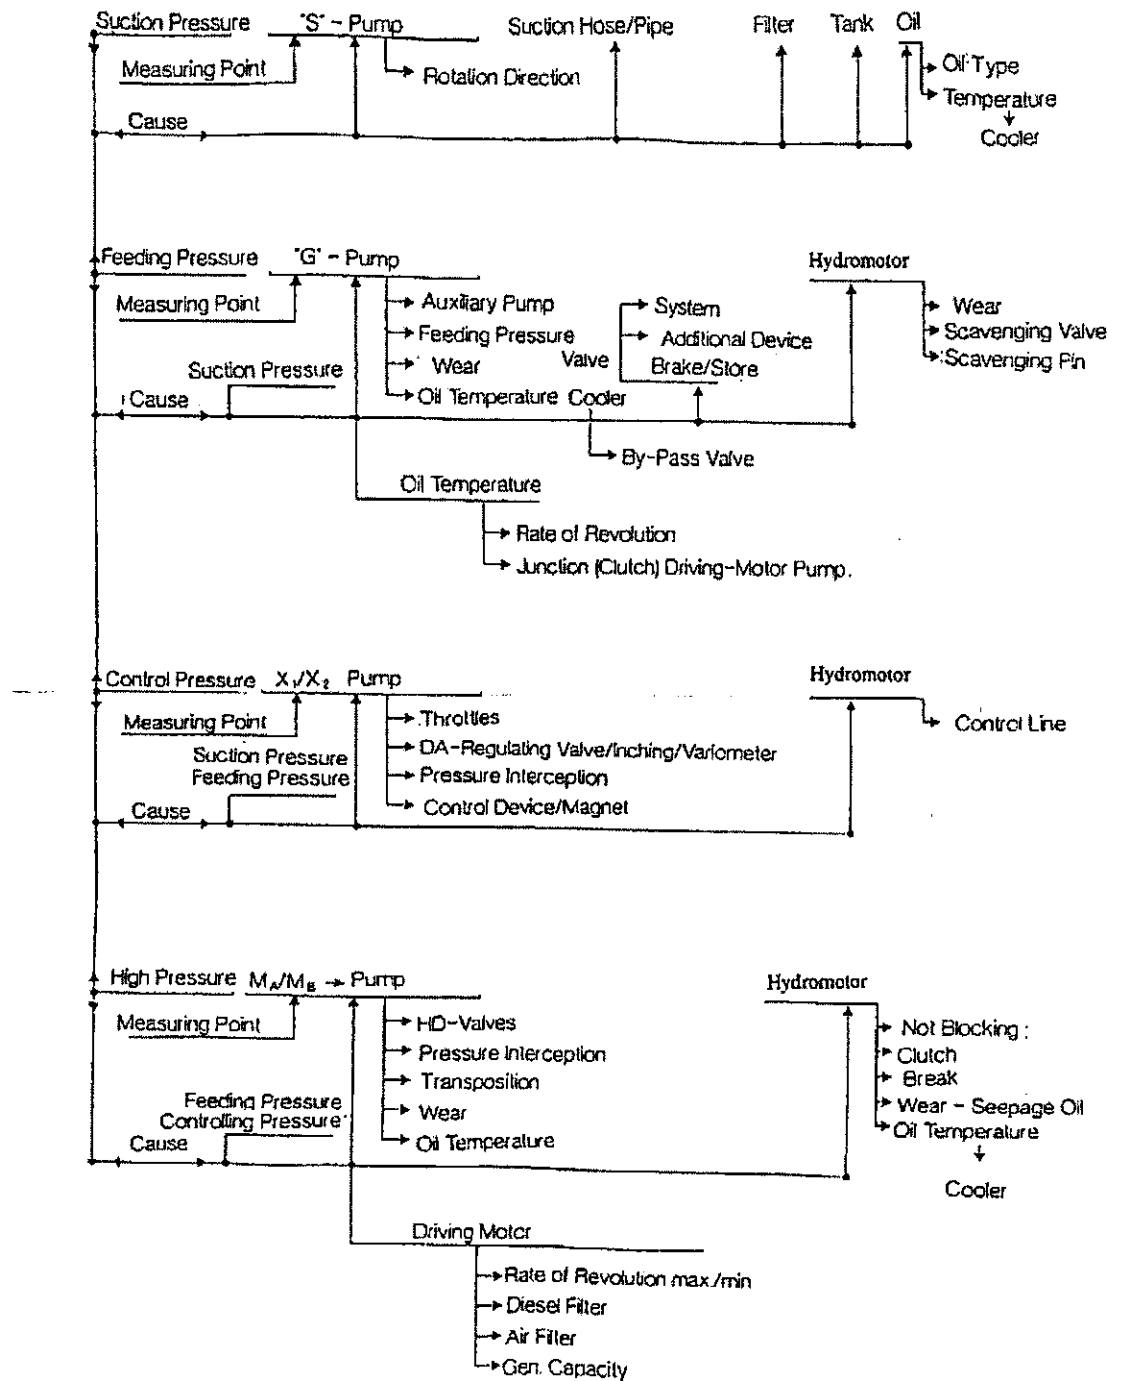 Suction Pressure "S" - Pump Suction Hose/Pipe Filter Tank Oil
Measuring Point Rotation Direction Oil Type
Temperature
Cause
Cooler
Feeding Pressure "G" - Pump Hydromotor
Measuring Point Auxiliary Pump System Wear
Feeding Pressure Additional Device Scavenging Valve
Valve
Suction Pressure Wear Brake/Store Scavenging Pin
Cause Oil Temperature Cooler
By-Pass Valve
Oil Temperature
Rate of Revolution
Junction (Clutch) Driving-Motor Pump.
Control Pressure X₁/X₂ Pump Hydromotor
Measuring Point Throttles Control Line
Suction Pressure DA-Regulating Valve/Inching/Variometer
Feeding Pressure Pressure Interception
Cause Control Device/Magnet
High Pressure M_A/M_B → Pump Hydromotor
Measuring Point HD-Valves Not Blocking :
Pressure Interception Clutch
Transposition Break
Feeding Pressure Wear Wear - Seepage Oil
Controlling Pressure Oil Temperature
Cause Oil Temperature
Cooler
Driving Motor
Rate of Revolution max./min
Diesel Filter
Air Filter
Gen. Capacity